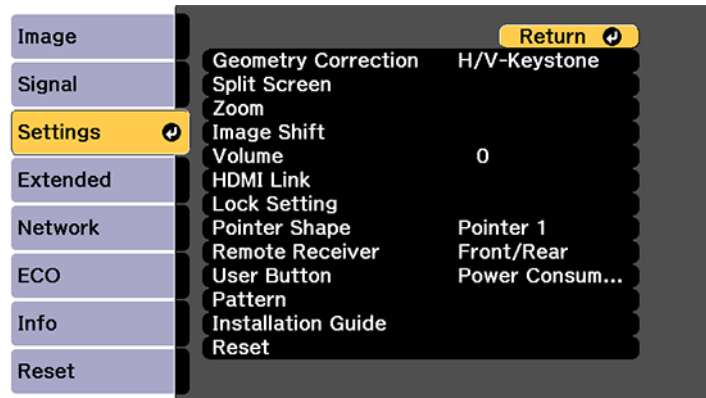 Image
Signal
Settings
Extended
Network
ECO
Info
Reset
Return
Geometry Correction H/V-Keystone
Split Screen
Zoom
Image Shift
Volume 0
HDMI Link
Lock Setting
Pointer Shape Pointer 1
Remote Receiver Front/Rear
User Button Power Consum...
Pattern
Installation Guide
Reset